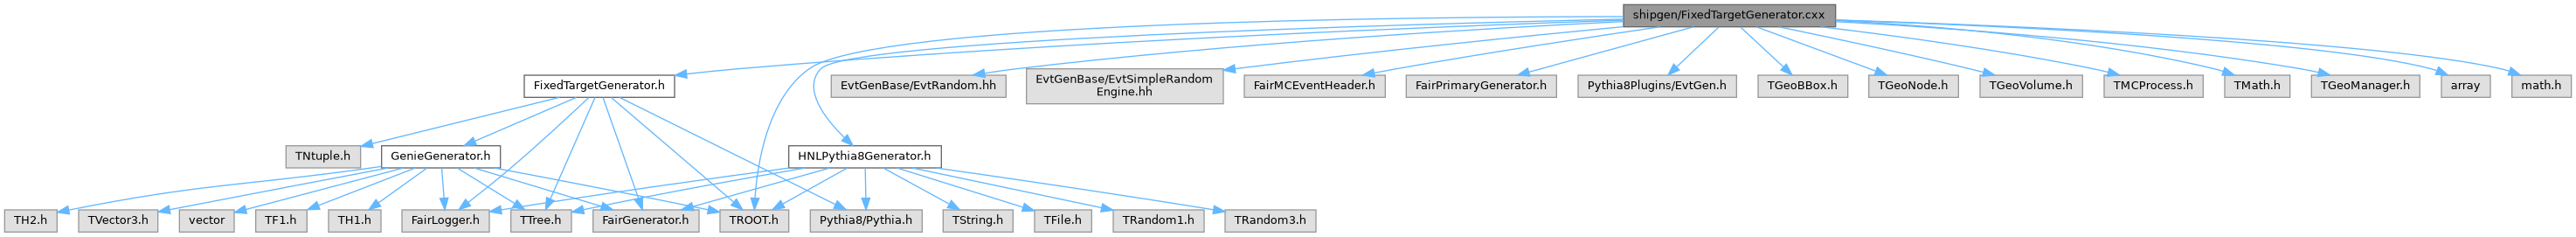 shipgen/FixedTargetGenerator.cxx
FixedTargetGenerator.h
EvtGenBase/EvtRandom.hh
EvtGenBase/EvtSimpleRandom
Engine.hh
FairMCEventHeader.h
FairPrimaryGenerator.h
Pythia8Plugins/EvtGen.h
TGeoBBox.h
TGeoNode.h
TGeoVolume.h
TMCProcess.h
TMath.h
TGeoManager.h
array
math.h
TNtuple.h
GenieGenerator.h
HNLPythia8Generator.h
TH2.h
TVector3.h
vector
TF1.h
TH1.h
FairLogger.h
TTree.h
FairGenerator.h
TROOT.h
Pythia8/Pythia.h
TString.h
TFile.h
TRandom1.h
TRandom3.h